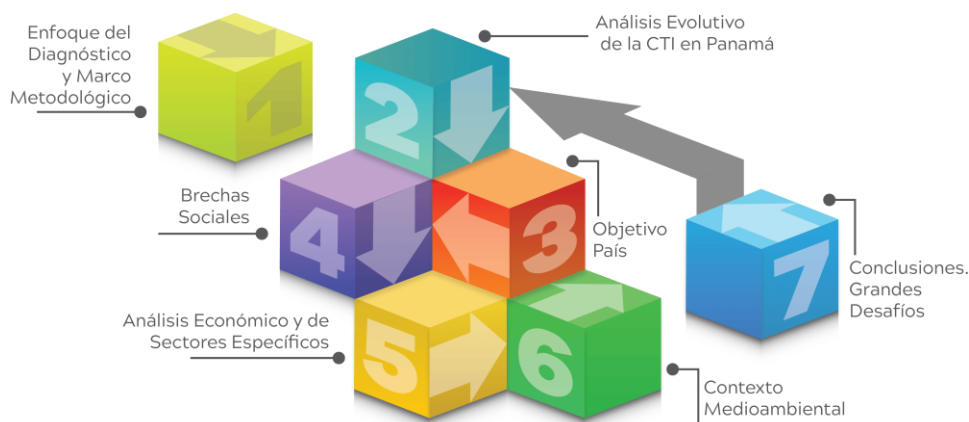 Enfoque del
Diagnóstico
y Marco
Metodológico
1
Análisis Evolutivo
de la CTI en Panamá
2
Brechas
Sociales
4
3
Objetivo
País
7
Conclusiones.
Grandes
Desafíos
Análisis Económico y de
Sectores Específicos
5
6
Contexto
Medioambiental